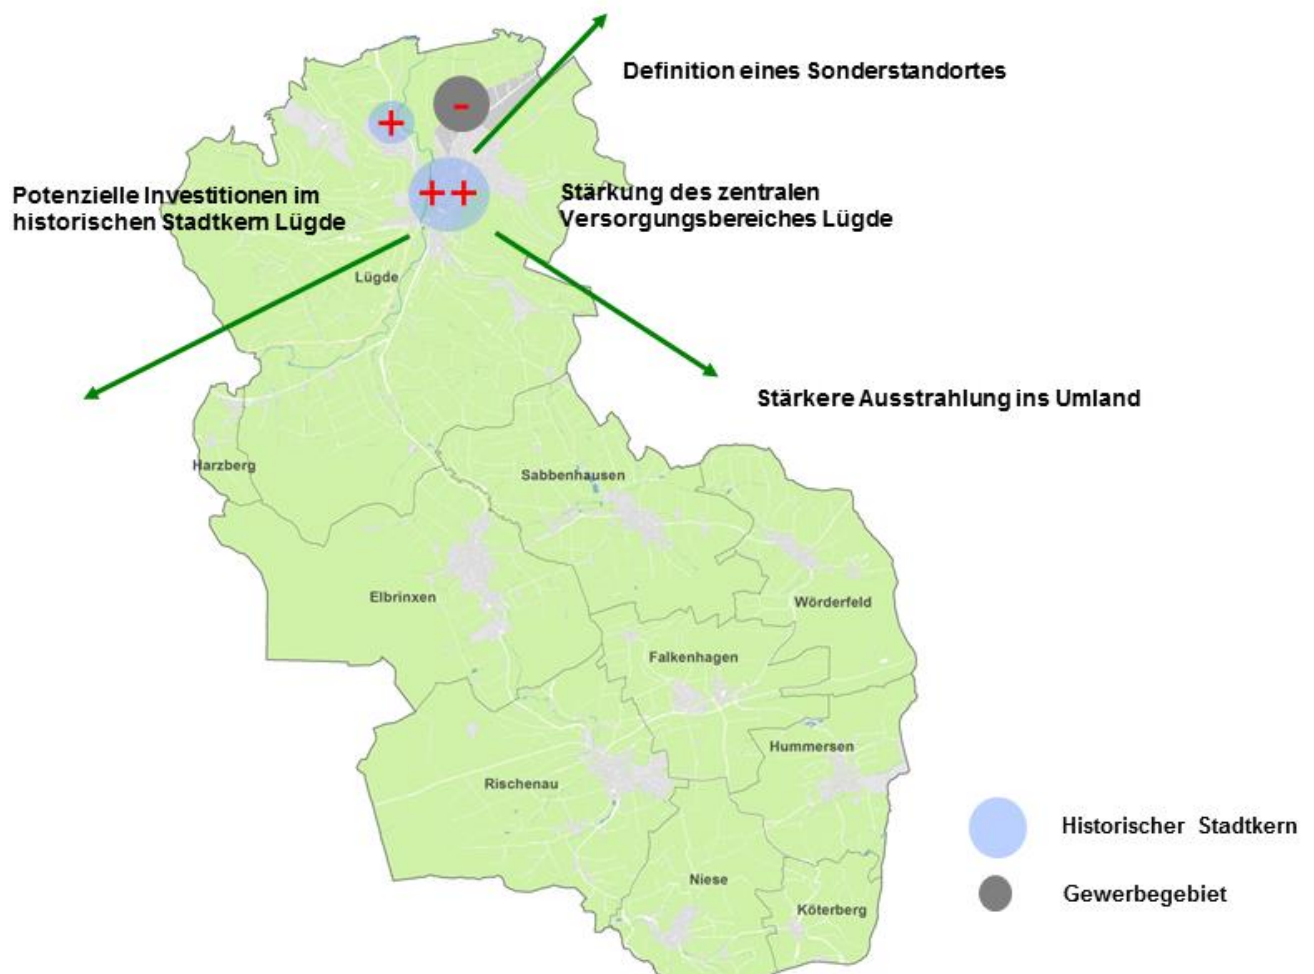 Definition eines Sonderstandortes
+
-
Potenzielle Investitionen im
historischen Stadtkern Lügde
++
Stärkung des zentralen
Versorgungsbereiches Lügde
Lügde
Stärkere Ausstrahlung ins Umland
Harzberg
Sabbenhausen
Elbrinxen
Wörderfeld
Falkenhagen
Hummersen
Rischenau
Historischer Stadtkern
Niese
Gewerbegebiet
Köterberg